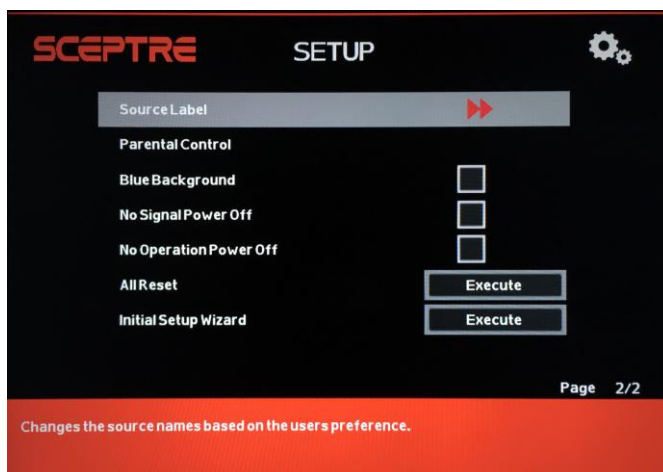 SCEPTRE SETUP
Source Label
Parental Control
Blue Background
No Signal Power Off
No Operation Power Off
All Reset Execute
Initial Setup Wizard Execute
Page 2/2
Changes the source names based on the users preference.